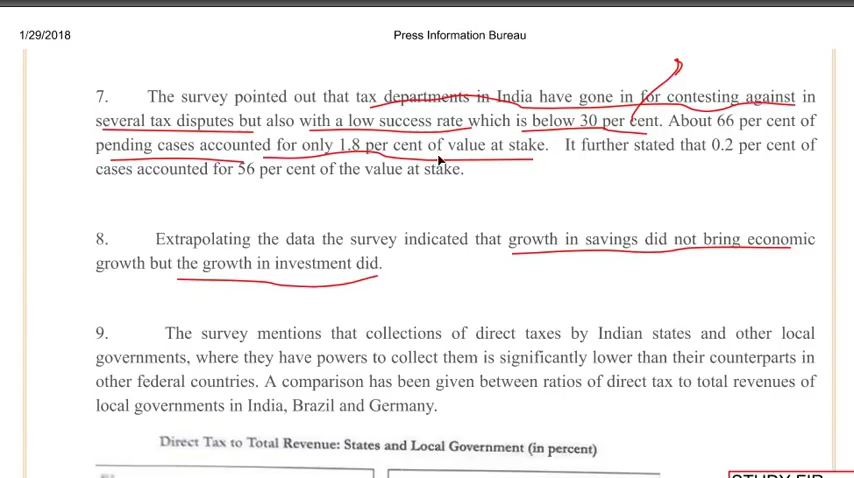 1/29/2018 Press Information Bureau
7. The survey pointed out that tax departments in India have gone in for contesting against in
several tax disputes but also with a low success rate which is below 30 per cent. About 66 per cent of
pending cases accounted for only 1.8 per cent of value at stake. It further stated that 0.2 per cent of
cases accounted for 56 per cent of the value at stake.
8. Extrapolating the data the survey indicated that growth in savings did not bring economic
growth but the growth in investment did.
9. The survey mentions that collections of direct taxes by Indian states and other local
governments, where they have powers to collect them is significantly lower than their counterparts in
other federal countries. A comparison has been given between ratios of direct tax to total revenues of
local governments in India, Brazil and Germany.
Direct Tax to Total Revenue: States and Local Government (in percent)